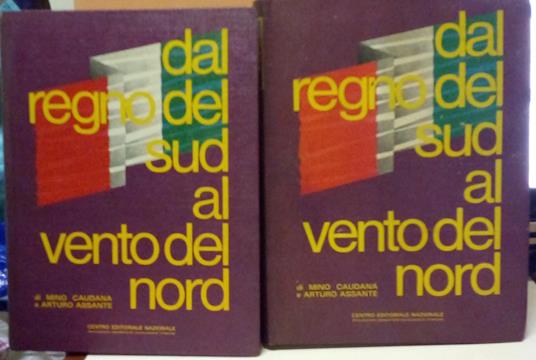 dal
regno del
sud
al
vento del
nord
di MINO CAUDANA
e ARTURO ASSANTE
CENTRO EDITORIALE NAZIONALE
dal
regno del
sud
al
vento del
nord
di MINO CAUDANA
e ARTURO ASSANTE
CENTRO EDITORIALE NAZIONALE